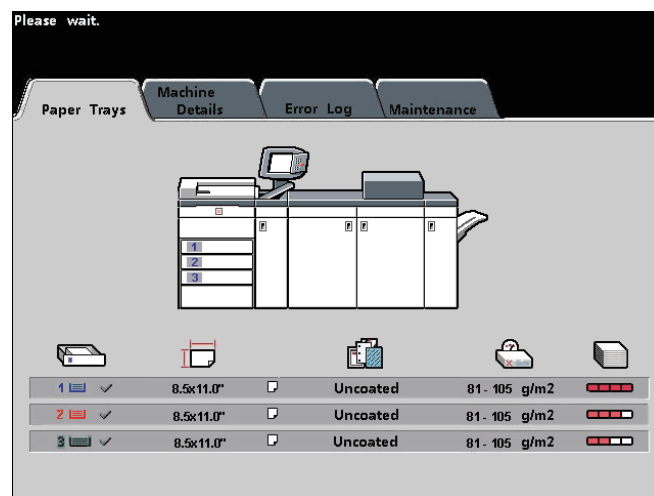 Please wait.
Paper Trays
Machine Details
Error Log
Maintenance
1
2
3
1 8.5x11.0" Uncoated 81-105 g/m2
2 8.5x11.0" Uncoated 81-105 g/m2
3 8.5x11.0" Uncoated 81-105 g/m2